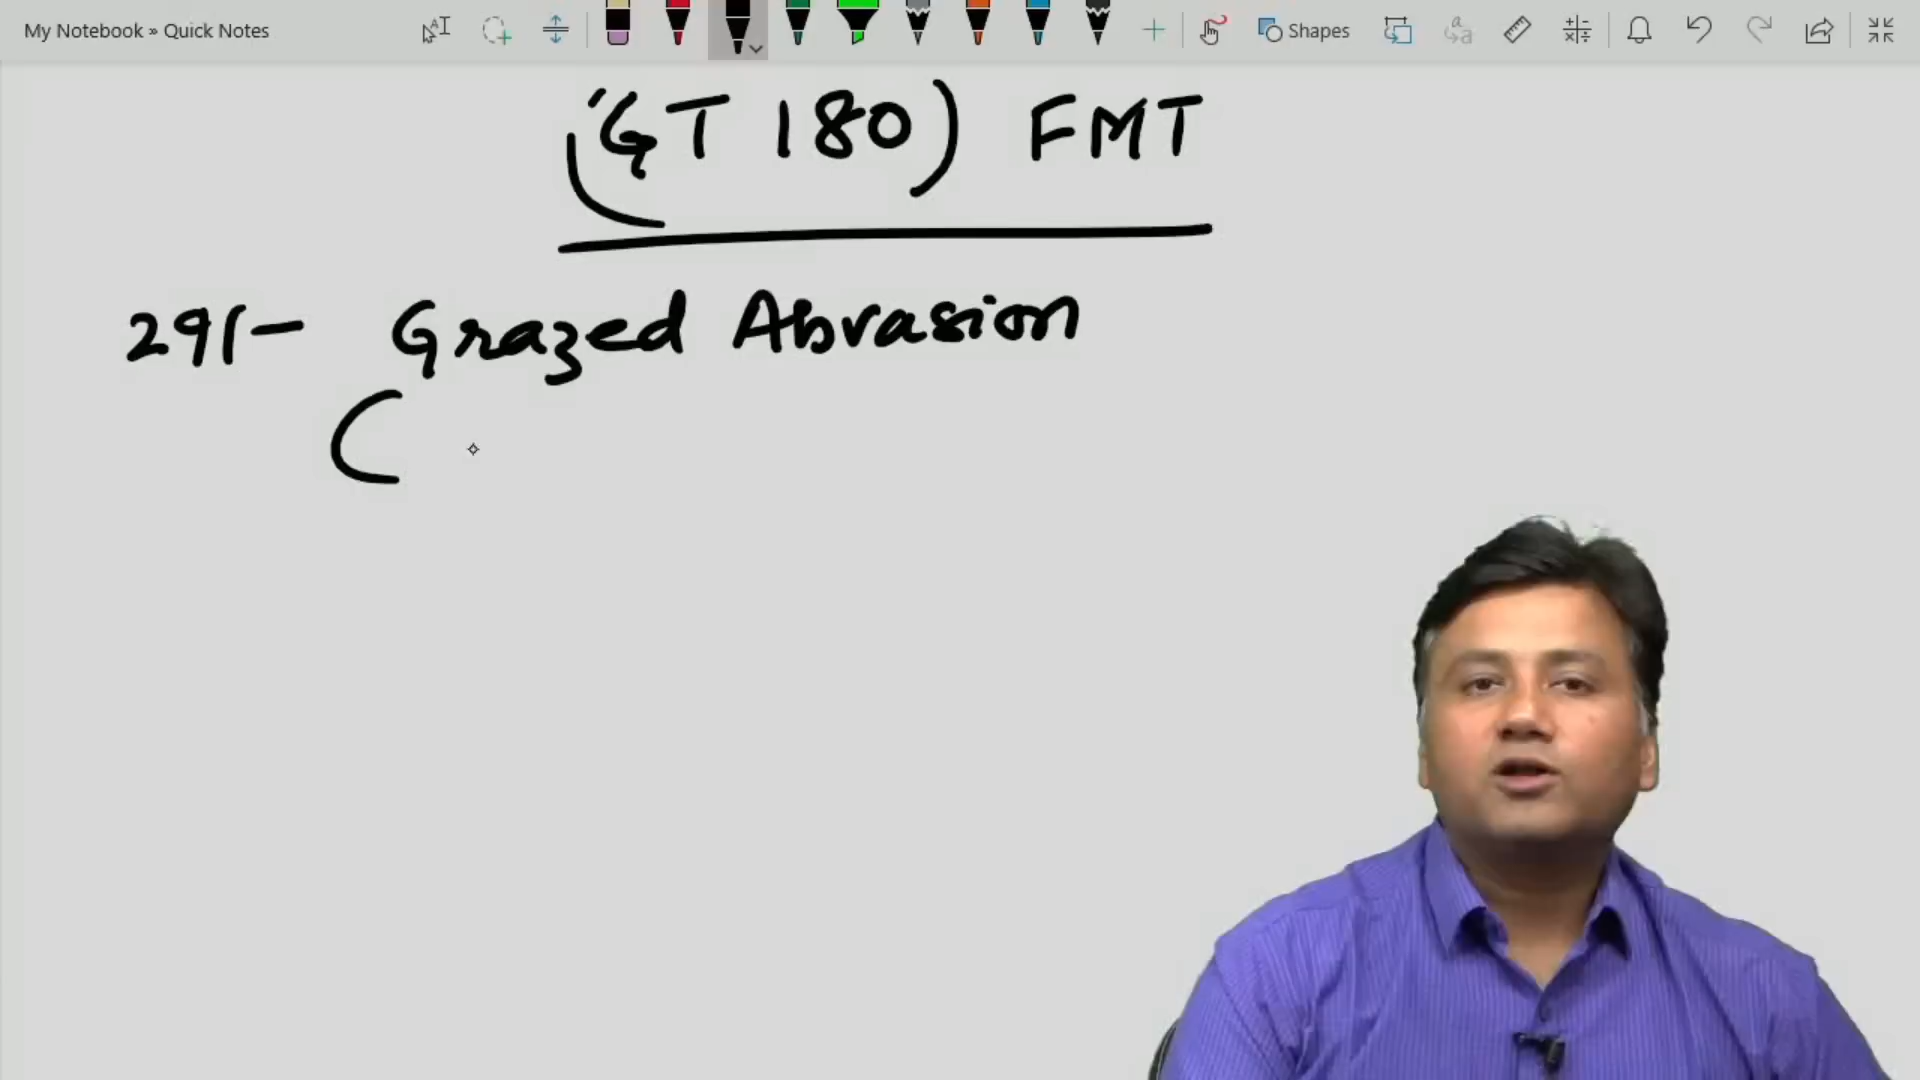 My Notebook » Quick Notes
Shapes
(GT 180) FMT
291- Grazed Abrasion
(